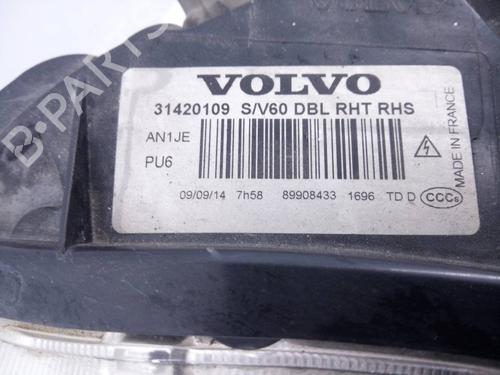 VOLVO
31420109 S/V60 DBL RHT RHS
AN1JE
PU6
09/09/14 7h58 89908433 1696 TD D CCC6
MADE IN FRANCE
B-PARTS